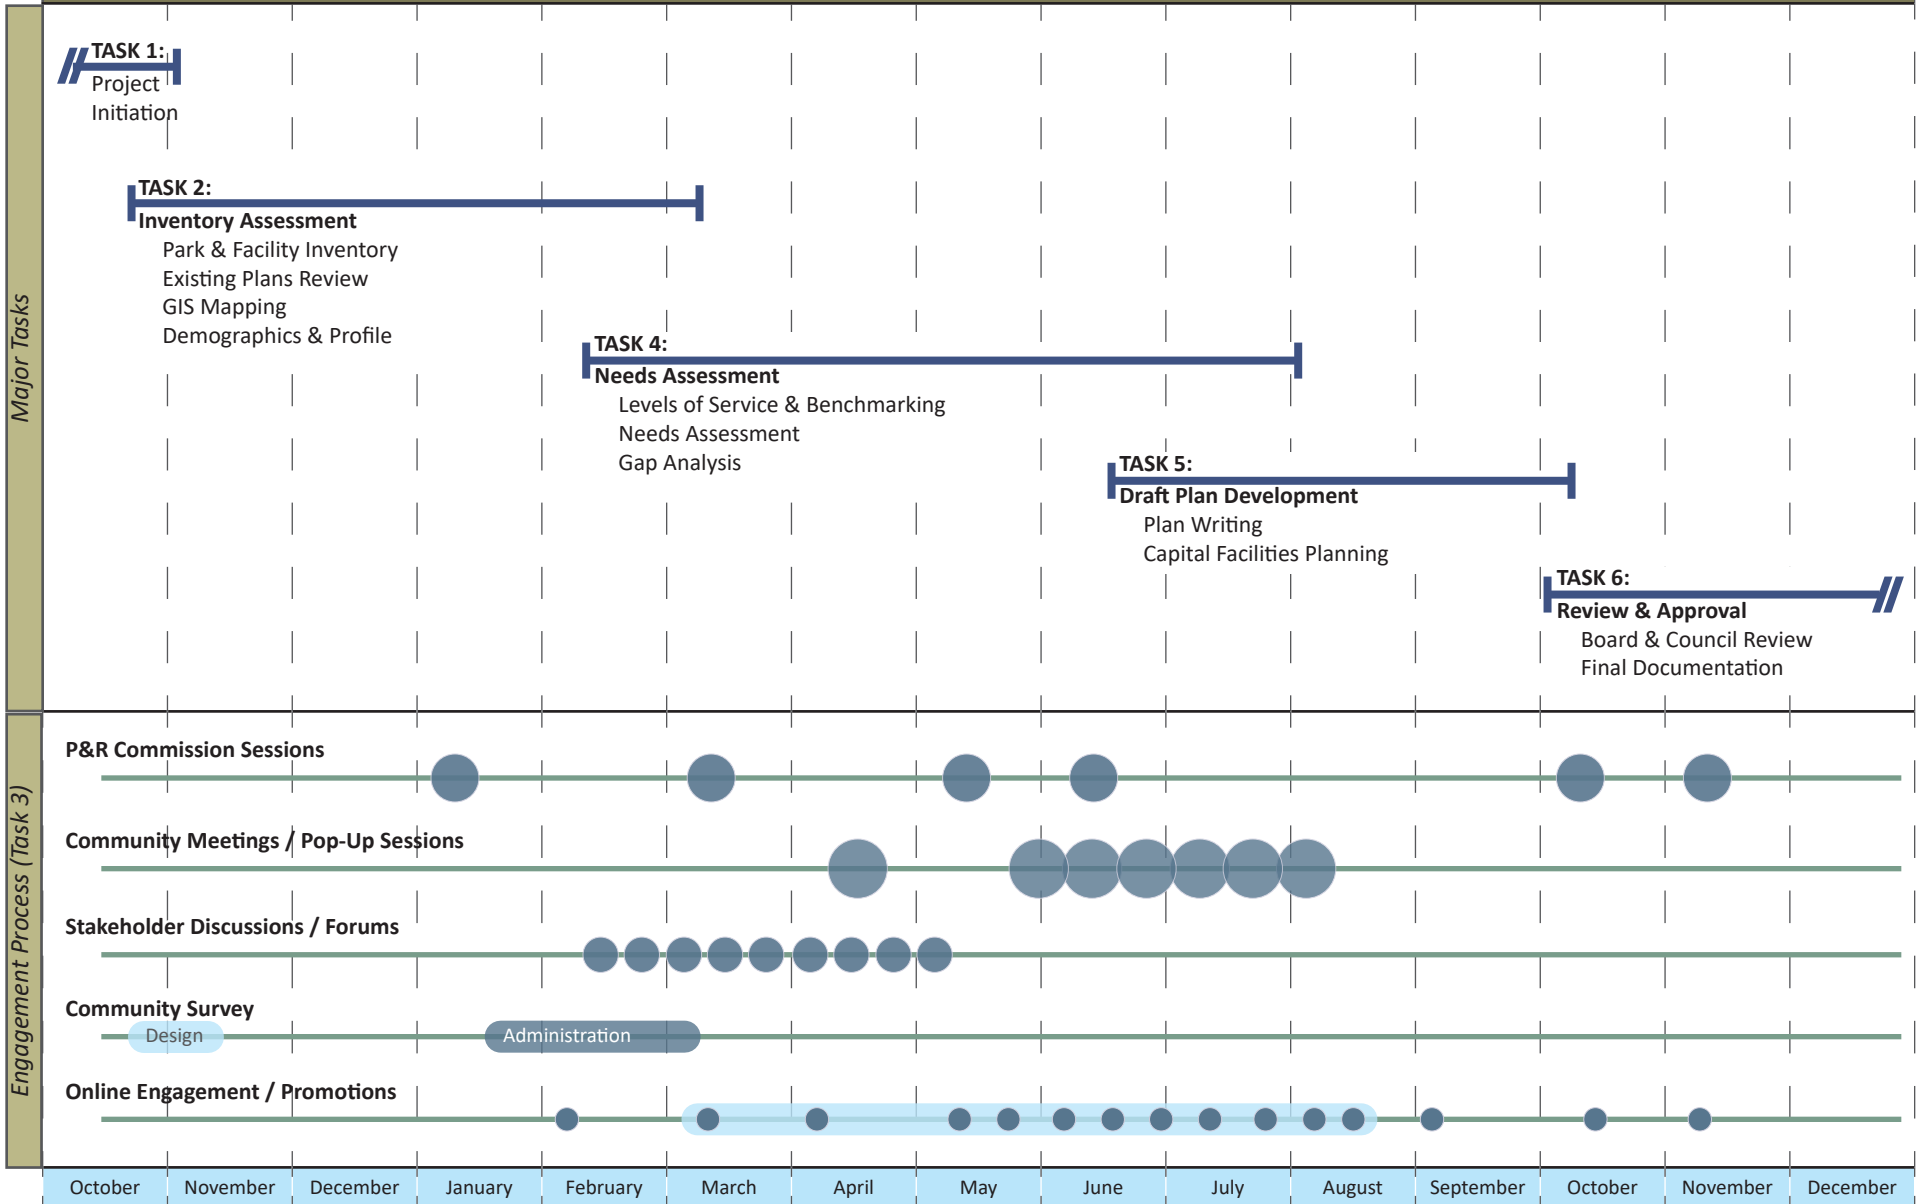 Major Tasks
TASK 1:
Project
Initiation
TASK 2:
Inventory Assessment
Park & Facility Inventory
Existing Plans Review
GIS Mapping
Demographics & Profile
TASK 4:
Needs Assessment
Levels of Service & Benchmarking
Needs Assessment
Gap Analysis
TASK 5:
Draft Plan Development
Plan Writing
Capital Facilities Planning
TASK 6:
Review & Approval
Board & Council Review
Final Documentation
Engagement Process (Task 3)
P&R Commission Sessions
Community Meetings / Pop-Up Sessions
Stakeholder Discussions / Forums
Community Survey
Design
Administration
Online Engagement / Promotions
October November December January February March April May June July August September October November December